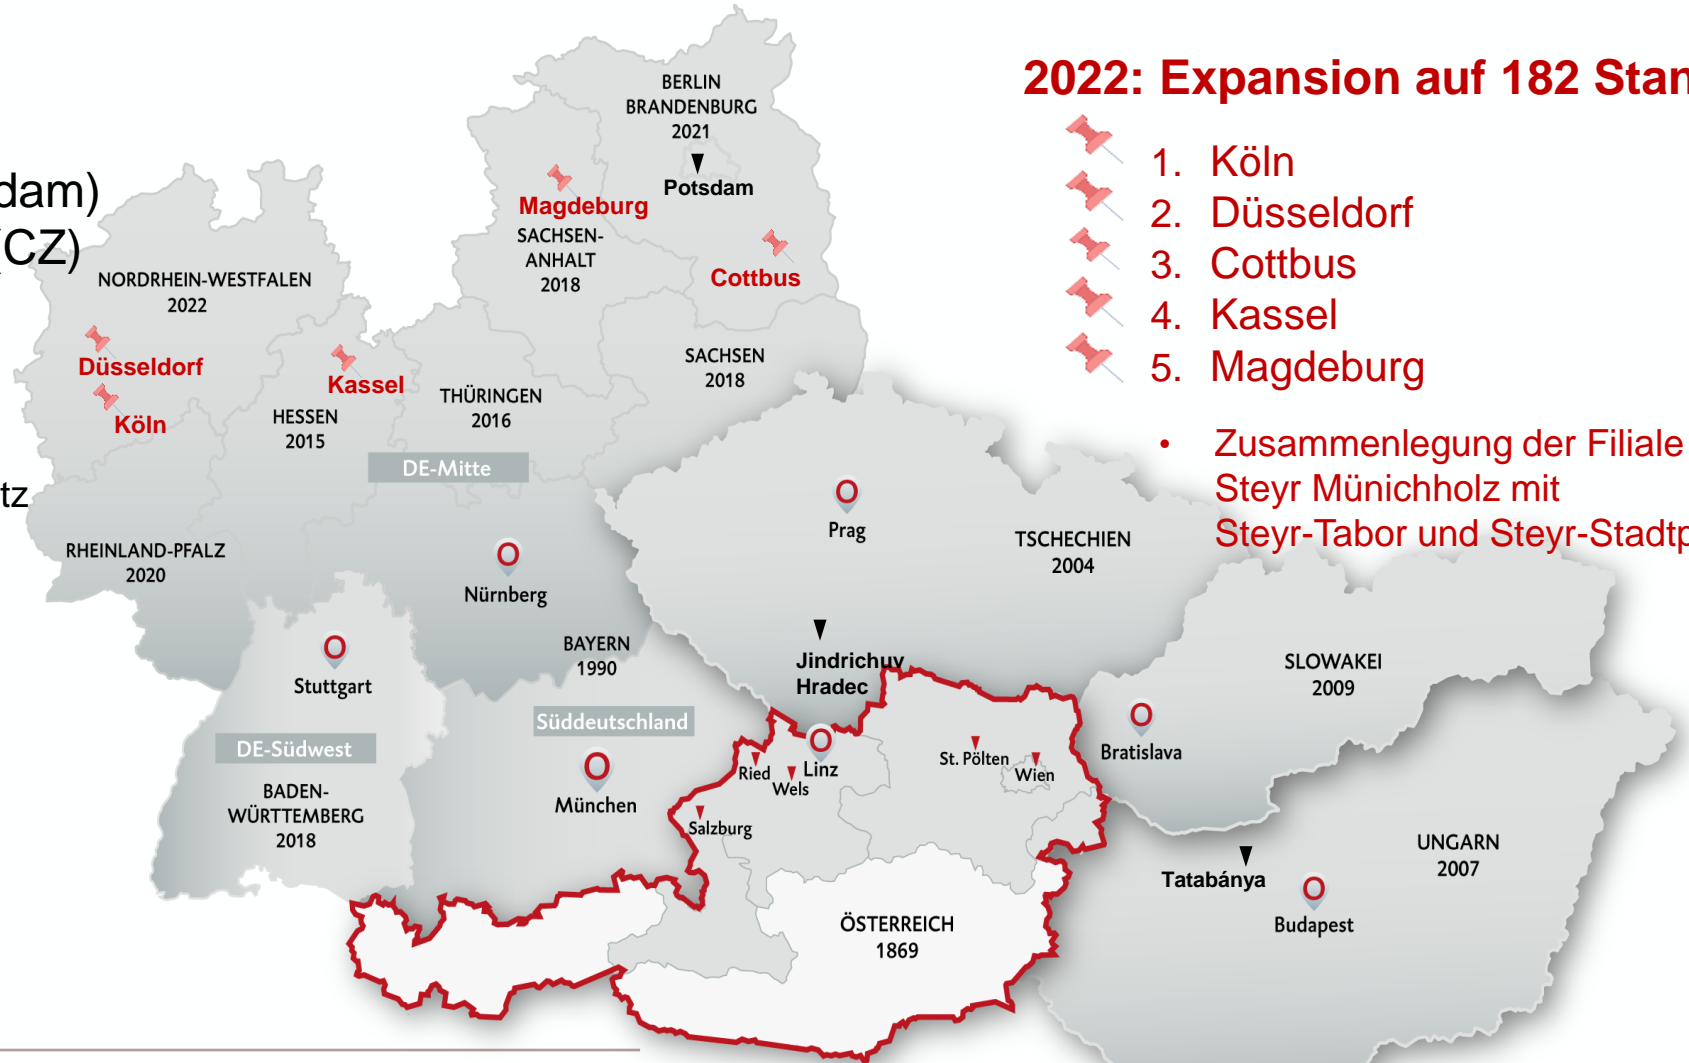 2022: Expansion auf 182 Stan
1. Köln
2. Düsseldorf
3. Cottbus
4. Kassel
5. Magdeburg
• Zusammenlegung der Filiale
Steyr Münichholz mit
Steyr-Tabor und Steyr-Stadtp
dam)
(CZ)
tz
BERLIN
BRANDENBURG
2021
Potsdam
Magdeburg
SACHSEN-
ANHALT
2018
Cottbus
NORDRHEIN-WESTFALEN
2022
Düsseldorf
Köln
Kassel
HESSEN
2015
THÜRINGEN
2016
SACHSEN
2018
DE-Mitte
RHEINLAND-PFALZ
2020
Nürnberg
Prag
TSCHECHIEN
2004
BAYERN
1990
Stuttgart
Jindrichuv
Hradec
SLOWAKEI
2009
Süddeutschland
DE-Südwest
BADEN-
WÜRTTEMBERG
2018
München
Ried
Wels
Linz
Salzburg
St. Pölten
Wien
Bratislava
UNGARN
2007
Tatabánya
Budapest
ÖSTERREICH
1869